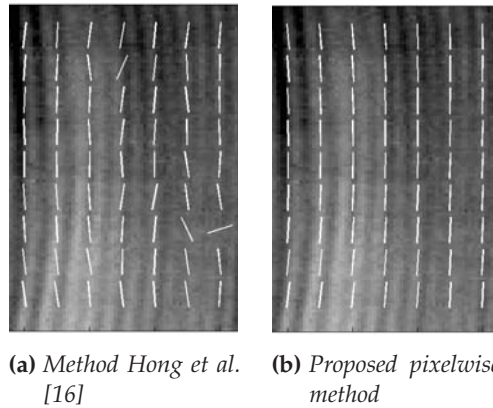 (a) Method Hong et al.
[16]
(b) Proposed pixelwise
method